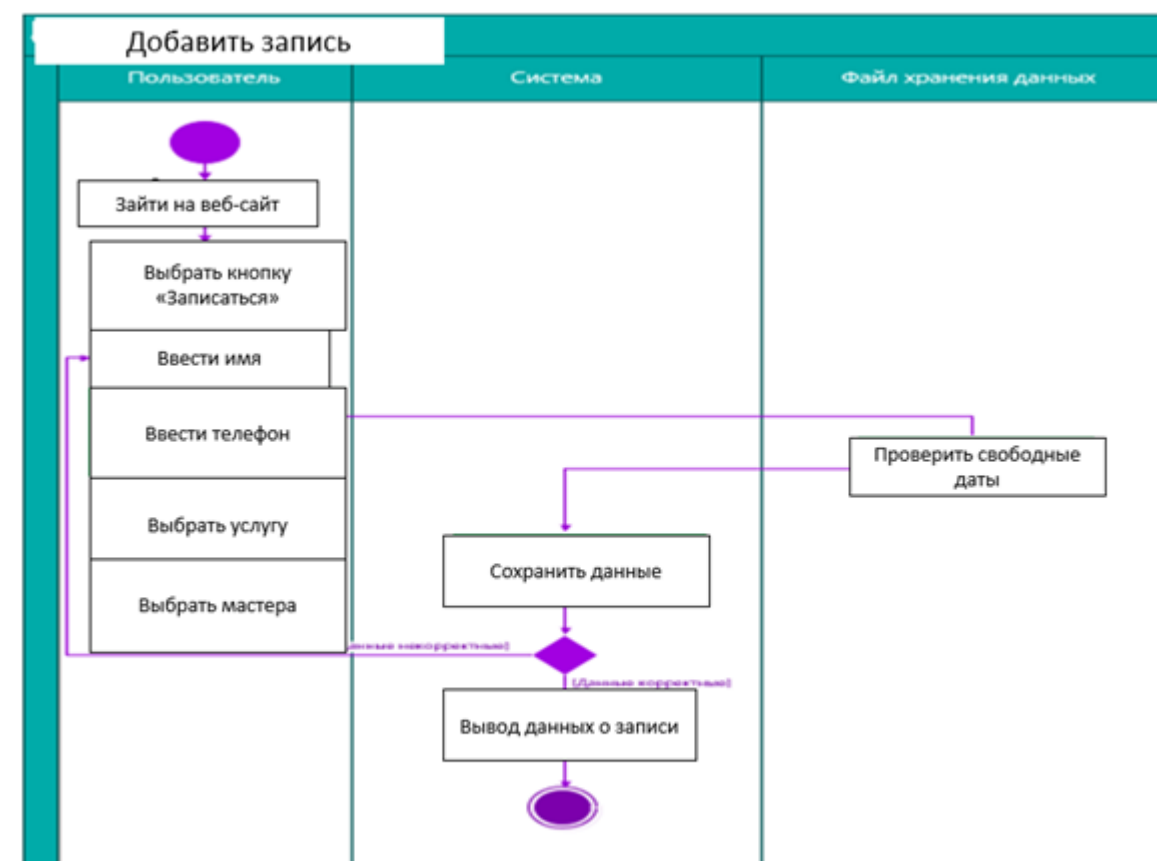 Добавить запись
Пользователь
Система
Файл хранения данных
Зайти на веб-сайт
Выбрать кнопку
«Записаться»
Ввести имя
Ввести телефон
Проверить свободные
даты
Выбрать услугу
Сохранить данные
Выбрать мастера
некорректные)
(Данные корректные)
Вывод данных о записи